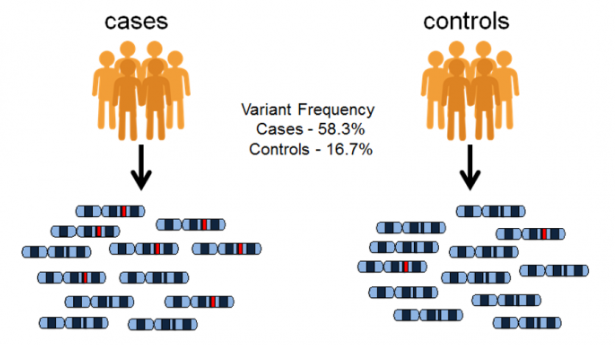 cases
controls
Variant Frequency
Cases - 58.3%
Controls - 16.7%